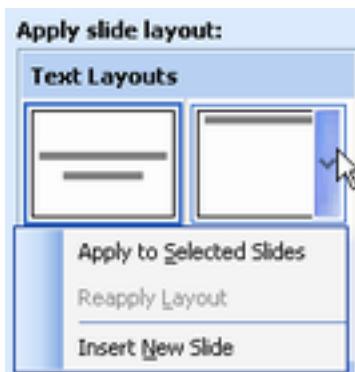 Apply slide layout:
Text Layouts
Apply to Selected Slides
Reapply Layout
Insert New Slide